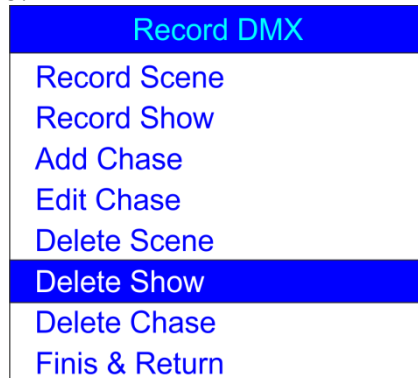 Record DMX
Record Scene
Record Show
Add Chase
Edit Chase
Delete Scene
Delete Show
Delete Chase
Finis & Return